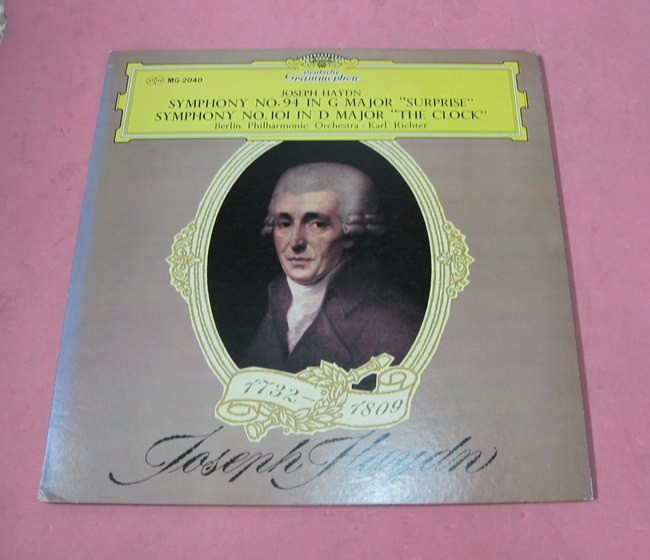 Deutsche
Grammophon
MG-2040
JOSEPH HAYDN
SYMPHONY NO. 94 IN G MAJOR "SURPRISE"
SYMPHONY NO. 101 IN D MAJOR "THE CLOCK"
Berlin Philharmonic Orchestra · Karl Richter
1732–
1809
Joseph Haydn